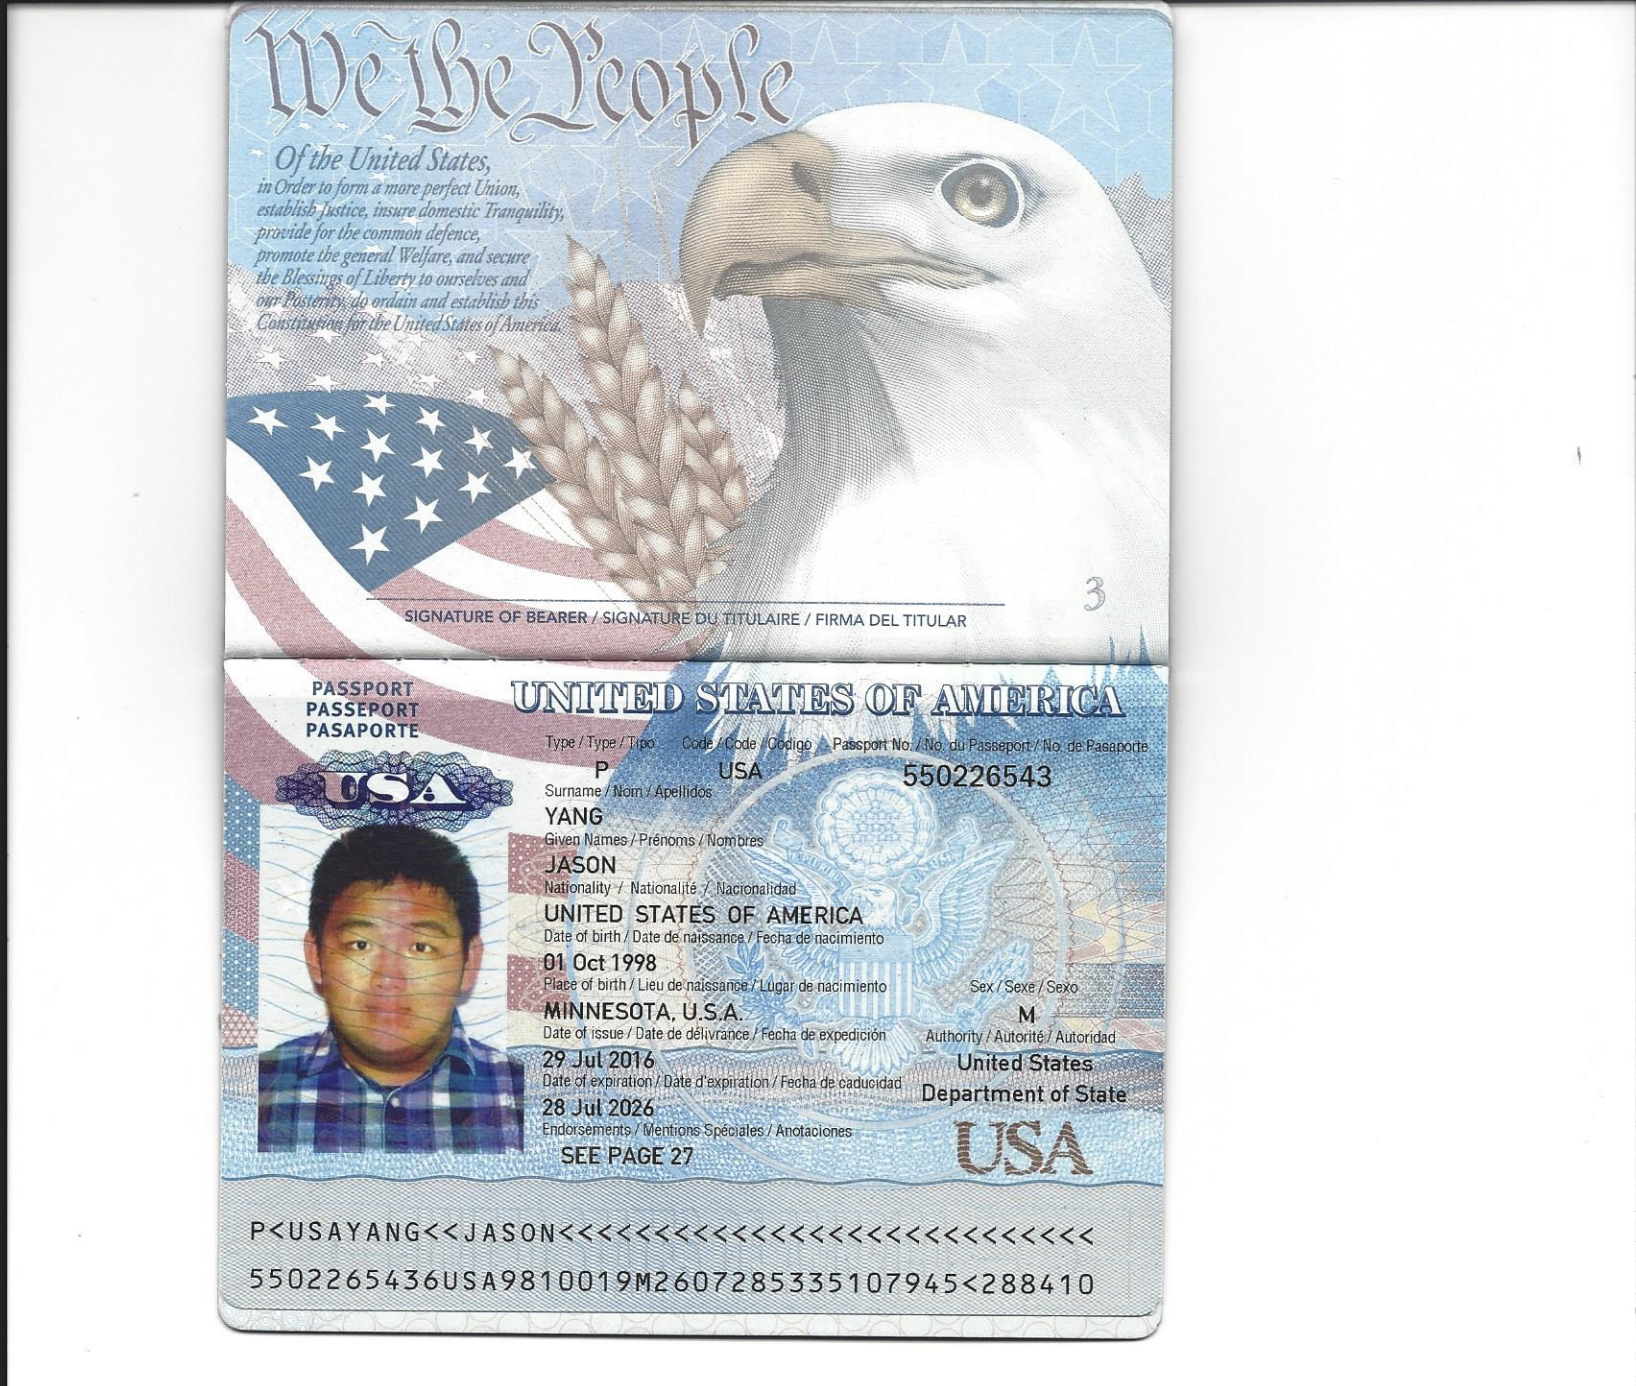 We the People
Of the United States,
in Order to form a more perfect Union,
establish Justice, insure domestic Tranquility,
provide for the common defence,
promote the general Welfare, and secure
the Blessings of Liberty to ourselves and
our Posterity, do ordain and establish this
Constitution for the United States of America.
3
SIGNATURE OF BEARER / SIGNATURE DU TITULAIRE / FIRMA DEL TITULAR
PASSPORT
PASSEPORT
PASAPORTE
USA
UNITED STATES OF AMERICA
Type / Type / Tipo Code / Code / Codigo Passport No. / No. du Passeport / No. de Pasaporte
P USA 550226543
Surname / Nom / Apellidos
YANG
Given Names / Prénoms / Nombres
JASON
Nationality / Nationalité / Nacionalidad
UNITED STATES OF AMERICA
Date of birth / Date de naissance / Fecha de nacimiento
01 Oct 1998
Place of birth / Lieu de naissance / Lugar de nacimiento Sex / Sexe / Sexo
MINNESOTA, U.S.A. M
Date of issue / Date de délivrance / Fecha de expedición Authority / Autorité / Autoridad
29 Jul 2016 United States
Date of expiration / Date d'expiration / Fecha de caducidad Department of State
28 Jul 2026
Endorsements / Mentions Spéciales / Anotaciones
SEE PAGE 27 USA
P<USAYANG<<JASON<<<<<<<<<<<<<<<<<<<<<<<<<<<<
5502265436USA9810019M2607285335107945<288410